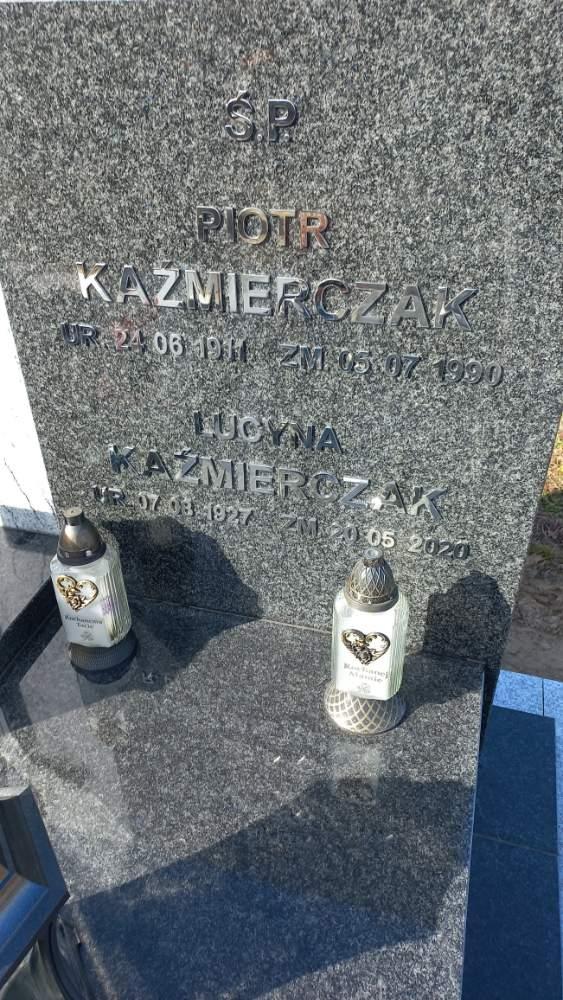 Ś.P.
PIOTR
KAŹMIERCZAK
UR. 24 06 1911 ZM 05.07 1990
LUCYNA
KAŹMIERCZAK
UR. 07 03 1927 ZM 20 05 2020
Kochanemu
Tacie
Kochanej
Mamie